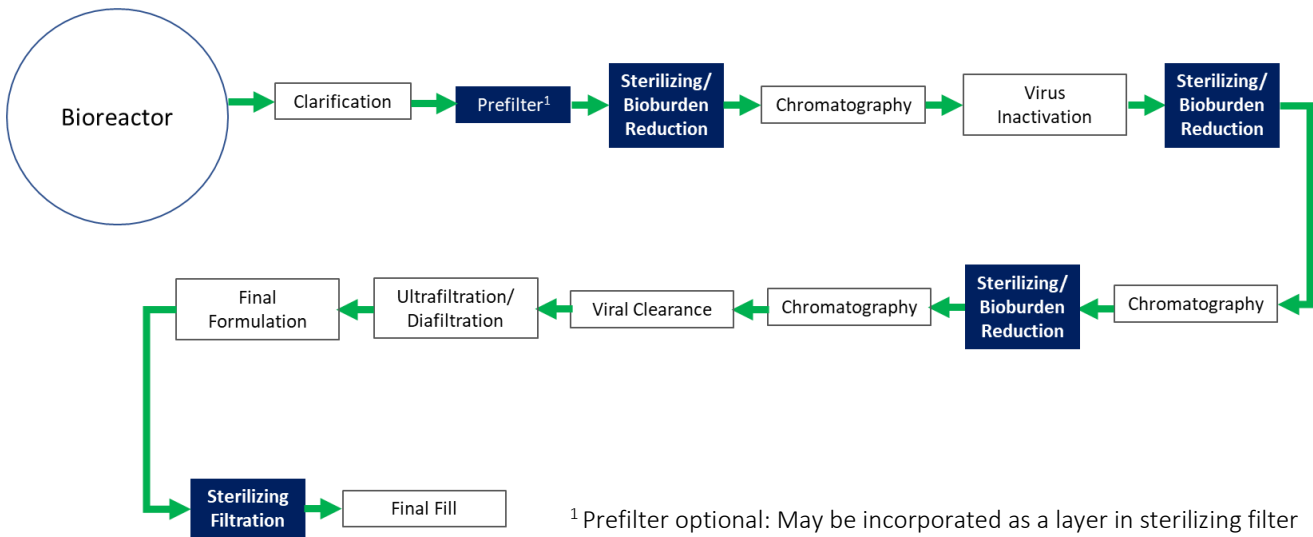 Bioreactor
Clarification
Prefilter¹
Sterilizing/
Bioburden
Reduction
Chromatography
Virus
Inactivation
Sterilizing/
Bioburden
Reduction
Chromatography
Sterilizing/
Bioburden
Reduction
Chromatography
Viral Clearance
Ultrafiltration/
Diafiltration
Final
Formulation
Sterilizing
Filtration
Final Fill
¹ Prefilter optional: May be incorporated as a layer in sterilizing filter